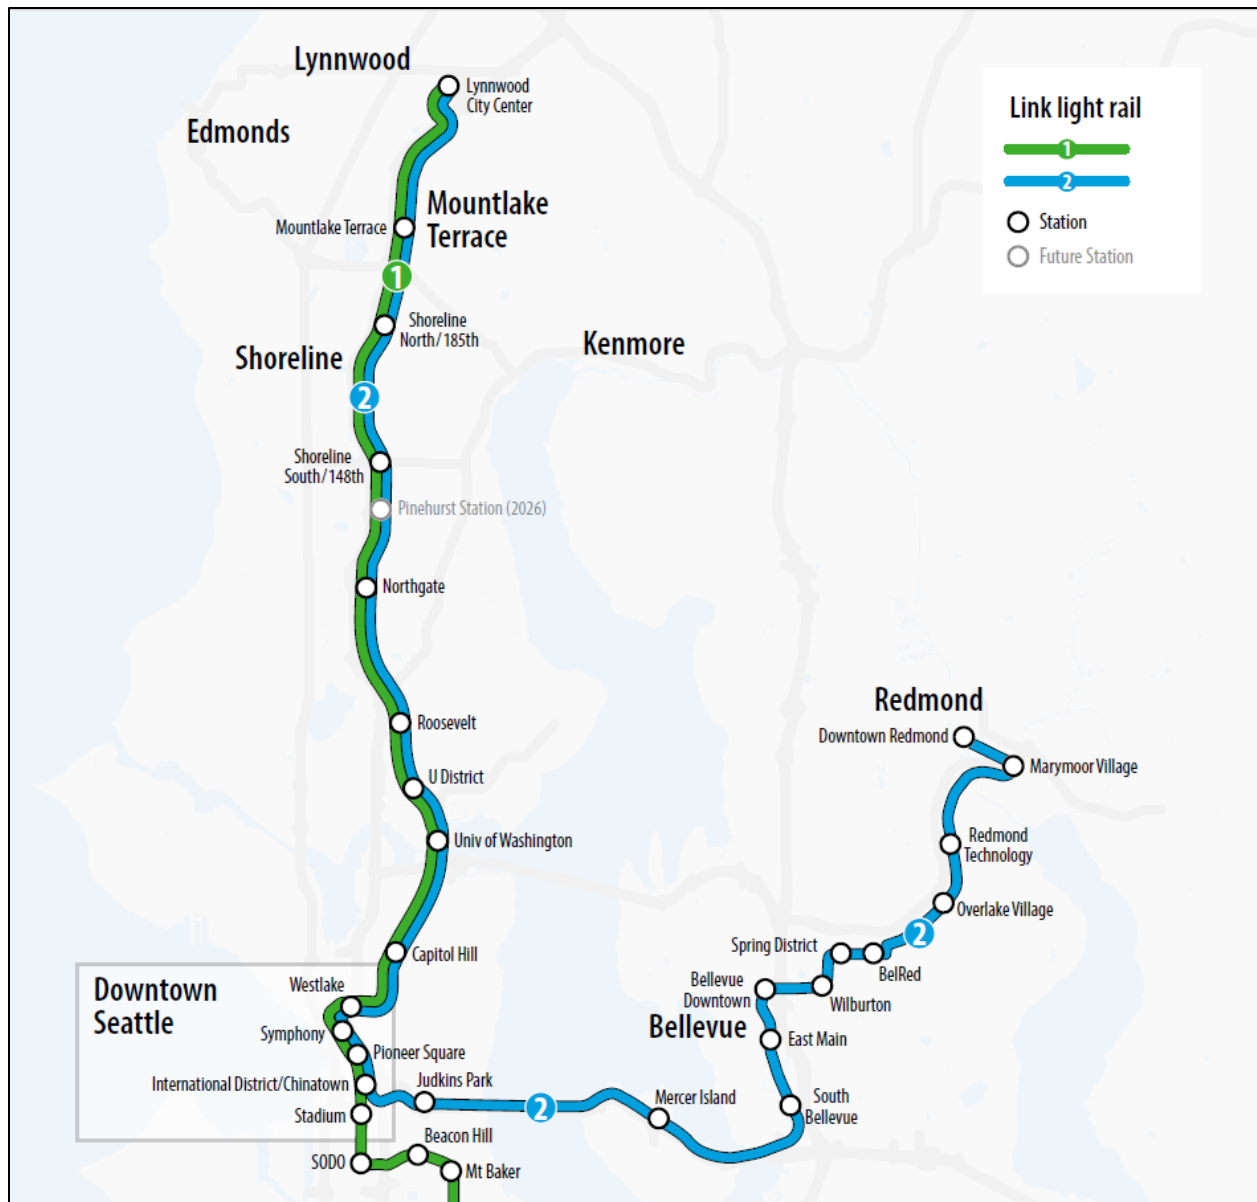 Lynnwood
Lynnwood
City Center
Edmonds
Link light rail
1
2
Station
Future Station
Mountlake
Terrace
Mountlake Terrace
1
Shoreline
North/185th
Kenmore
Shoreline
2
Shoreline
South/148th
Pinehurst Station (2026)
Northgate
Roosevelt
U District
Univ of Washington
Redmond
Downtown Redmond
Marymoor Village
Redmond
Technology
Overlake Village
2
Spring District
BelRed
Capitol Hill
Bellevue
Downtown
Wilburton
Downtown
Seattle
Westlake
Bellevue
Symphony
East Main
Pioneer Square
International District/Chinatown
Judkins Park
2
Mercer Island
South
Bellevue
Stadium
Beacon Hill
SODO
Mt Baker